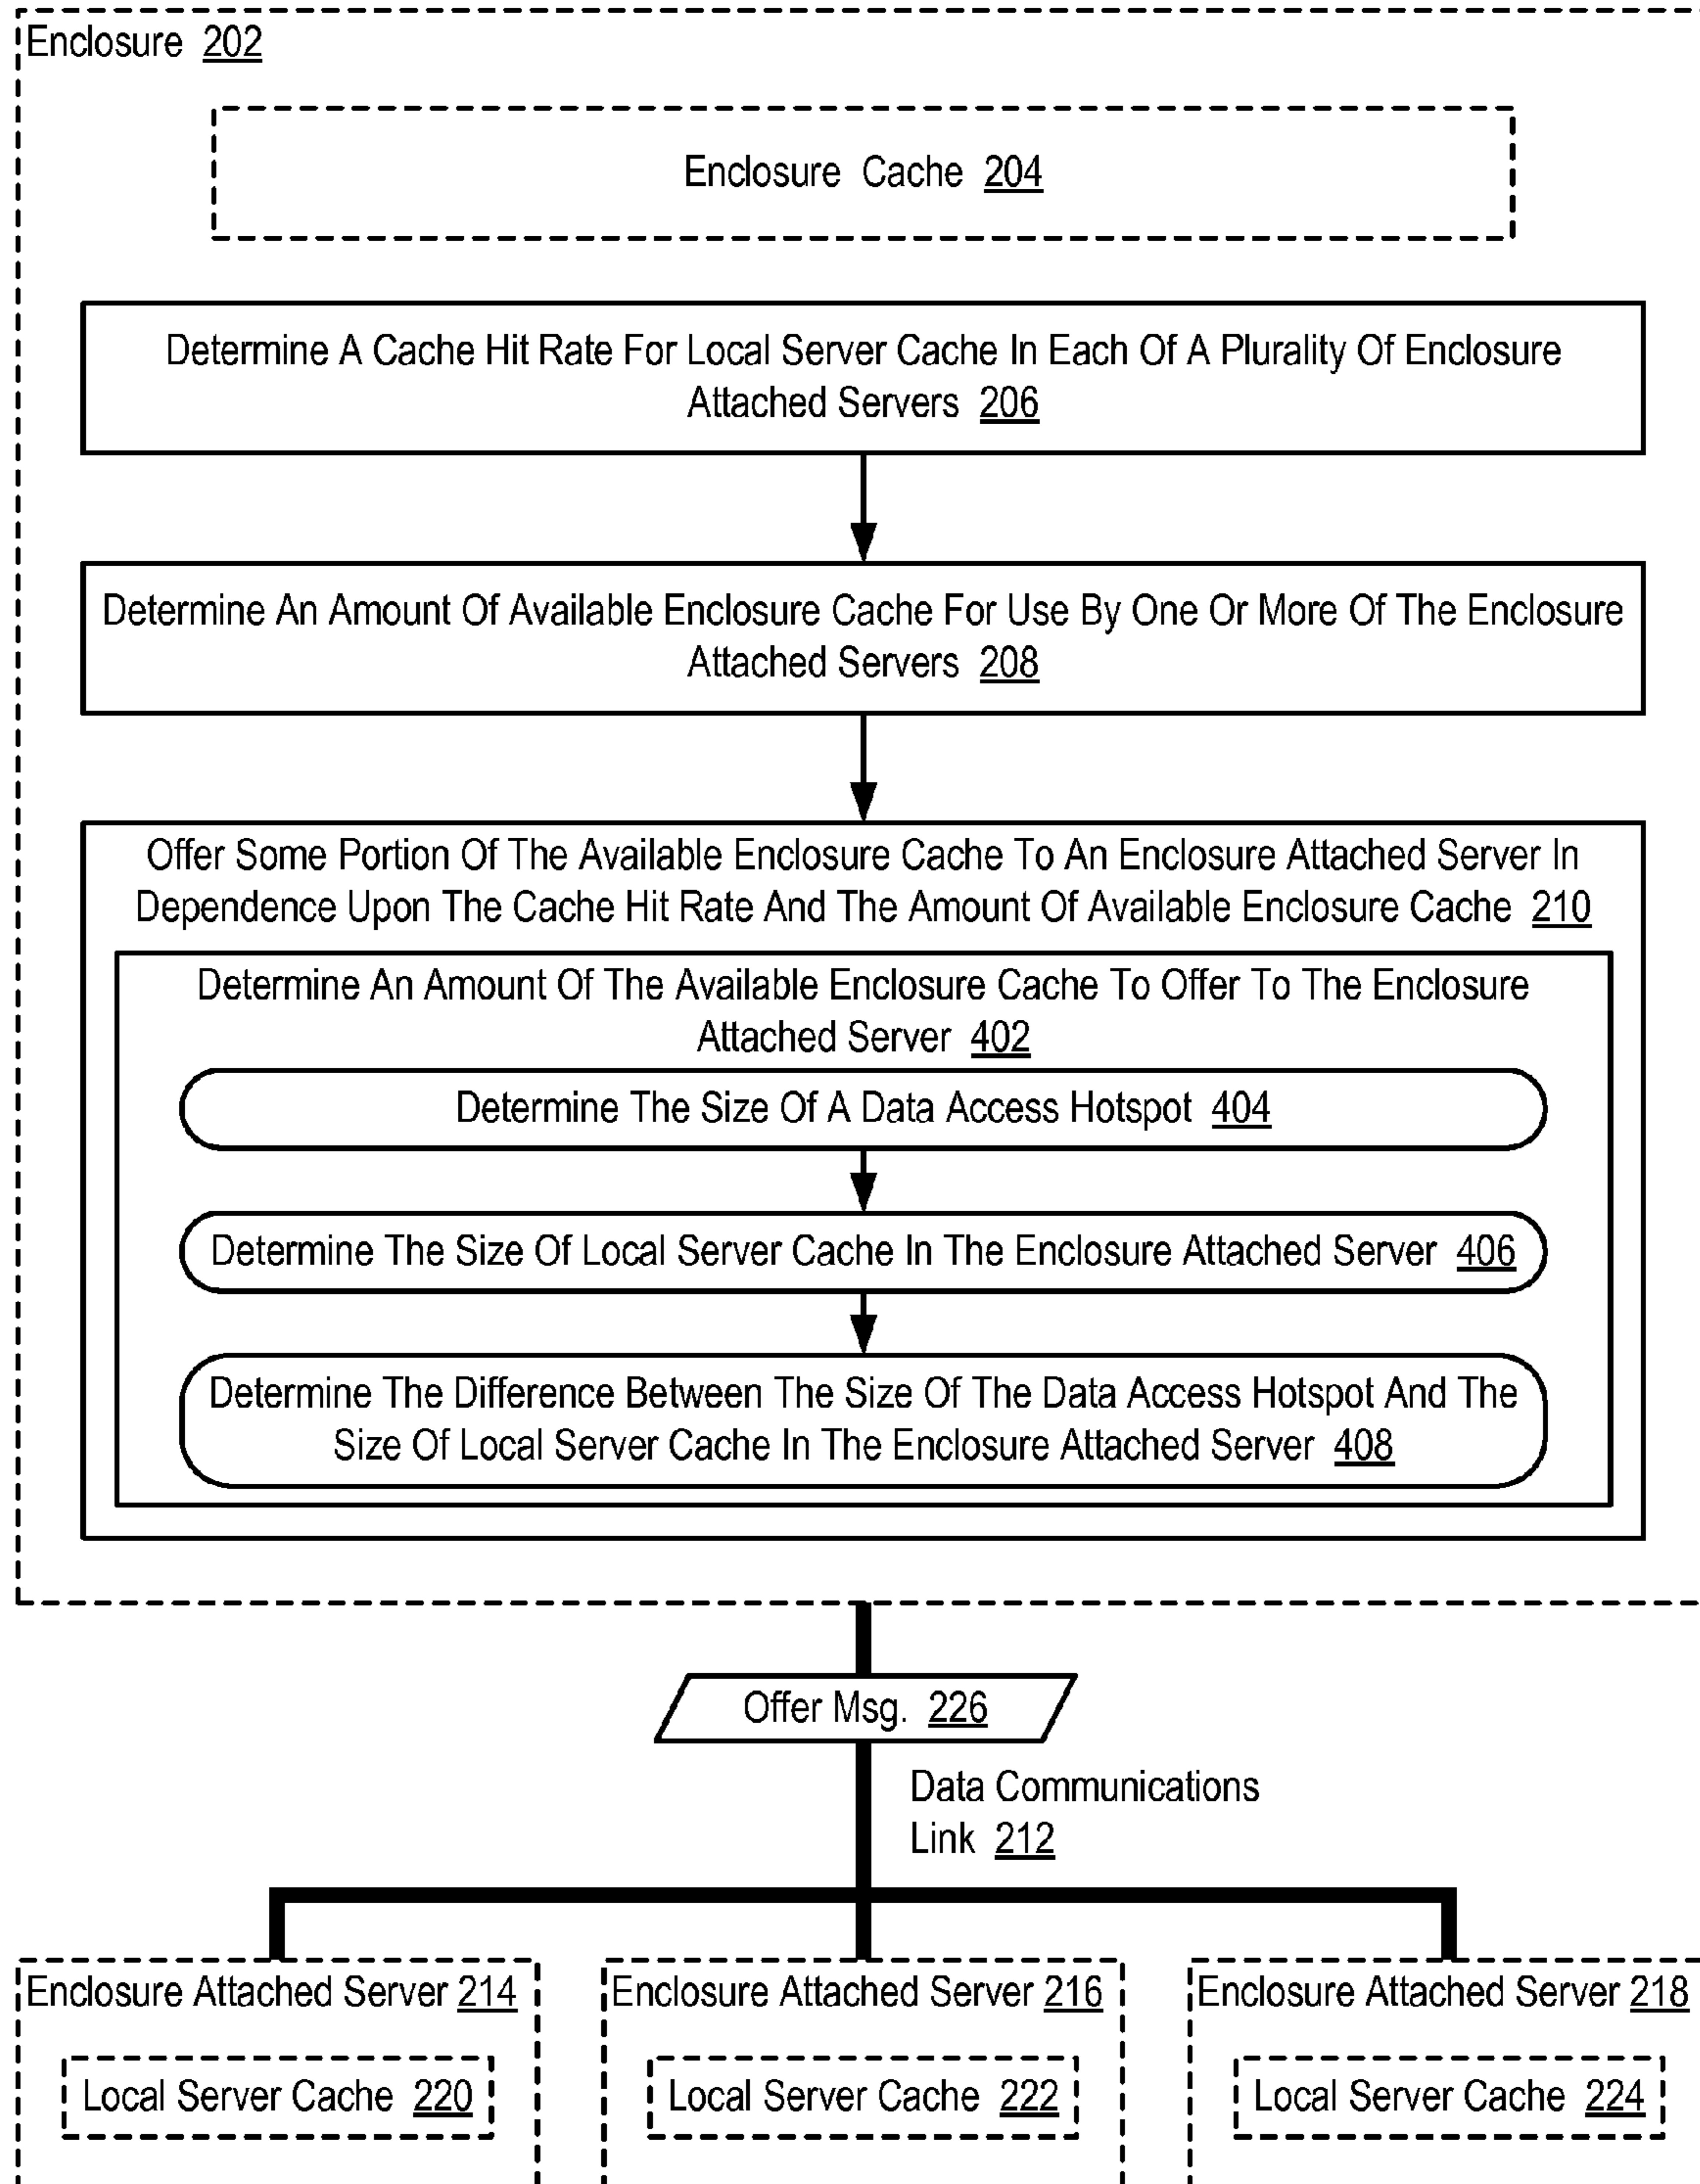 Enclosure 202
Enclosure Cache 204
Determine A Cache Hit Rate For Local Server Cache In Each Of A Plurality Of Enclosure
Attached Servers 206
Determine An Amount Of Available Enclosure Cache For Use By One Or More Of The Enclosure
Attached Servers 208
Offer Some Portion Of The Available Enclosure Cache To An Enclosure Attached Server In
Dependence Upon The Cache Hit Rate And The Amount Of Available Enclosure Cache 210
Determine An Amount Of The Available Enclosure Cache To Offer To The Enclosure
Attached Server 402
Determine The Size Of A Data Access Hotspot 404
Determine The Size Of Local Server Cache In The Enclosure Attached Server 406
Determine The Difference Between The Size Of The Data Access Hotspot And The
Size Of Local Server Cache In The Enclosure Attached Server 408
Offer Msg. 226
Data Communications
Link 212
Enclosure Attached Server 214
Local Server Cache 220
Enclosure Attached Server 216
Local Server Cache 222
Enclosure Attached Server 218
Local Server Cache 224